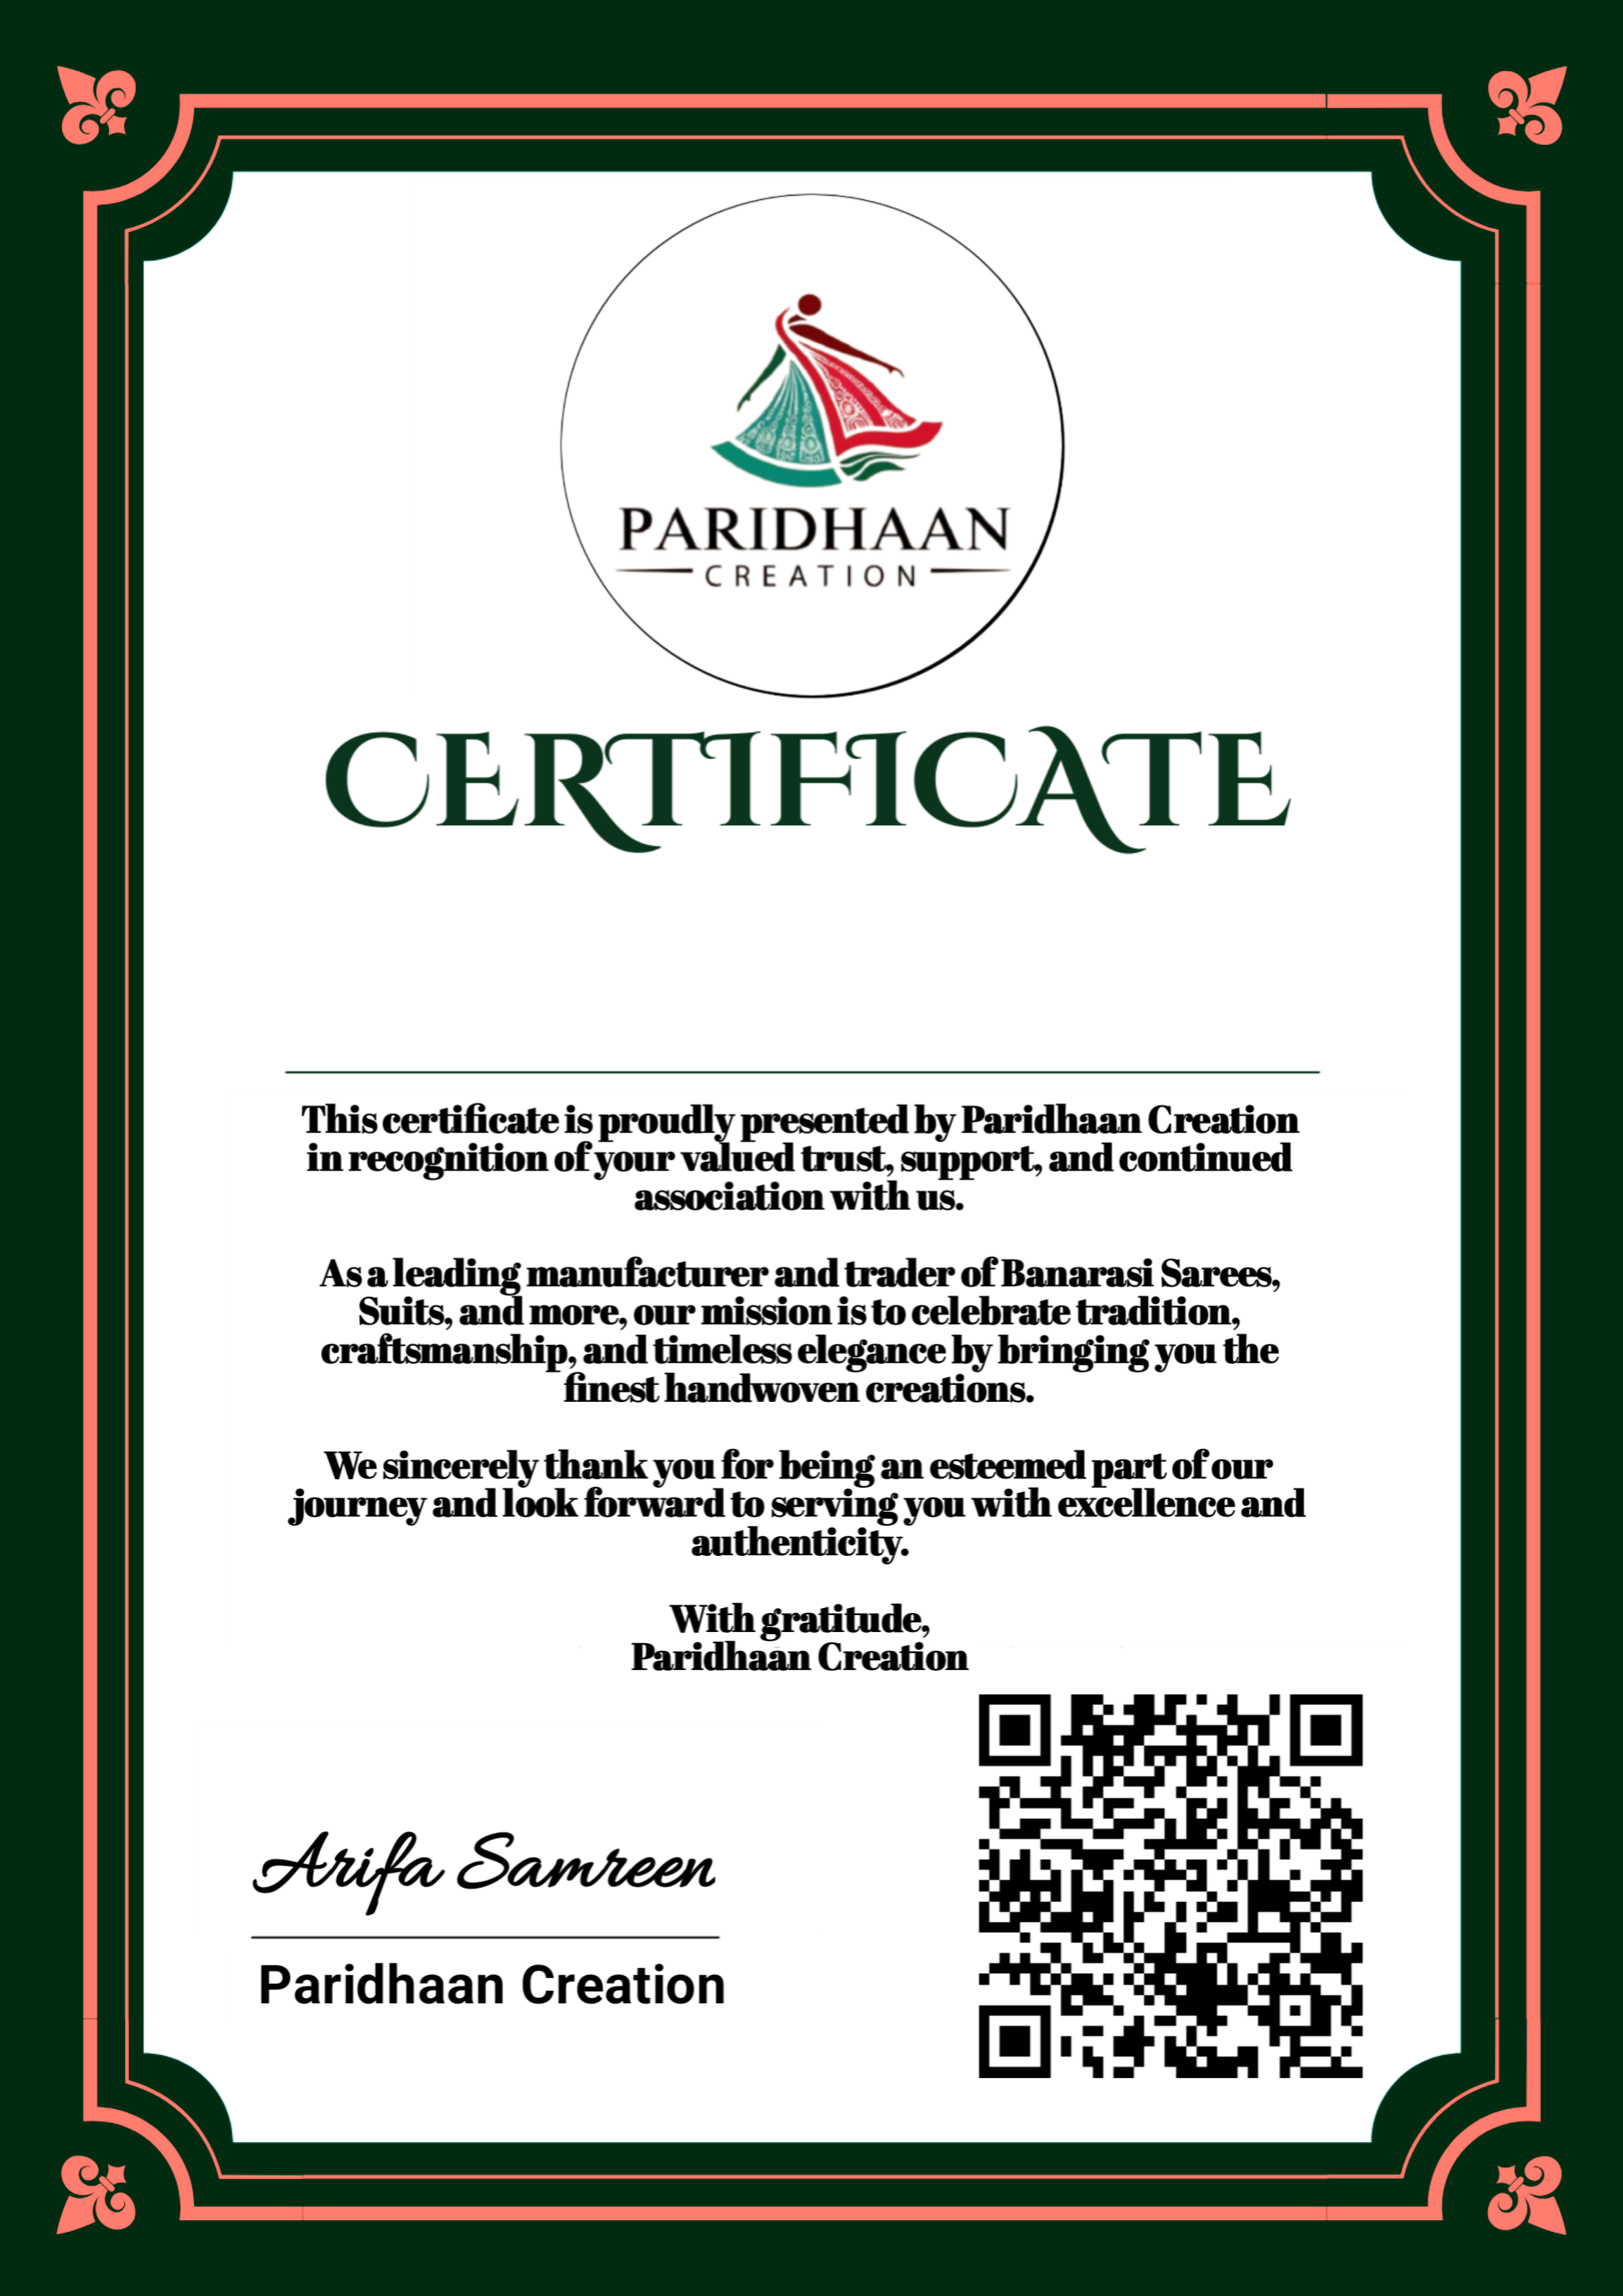 PARIDHAAN
CREATION
CERTIFICATE
This certificate is proudly presented by Paridhaan Creation
in recognition of your valued trust, support, and continued
association with us.
As a leading manufacturer and trader of Banarasi Sarees,
Suits, and more, our mission is to celebrate tradition,
craftsmanship, and timeless elegance by bringing you the
finest handwoven creations.
We sincerely thank you for being an esteemed part of our
journey and look forward to serving you with excellence and
authenticity.
With gratitude,
Paridhaan Creation
Arifa Samreen
Paridhaan Creation